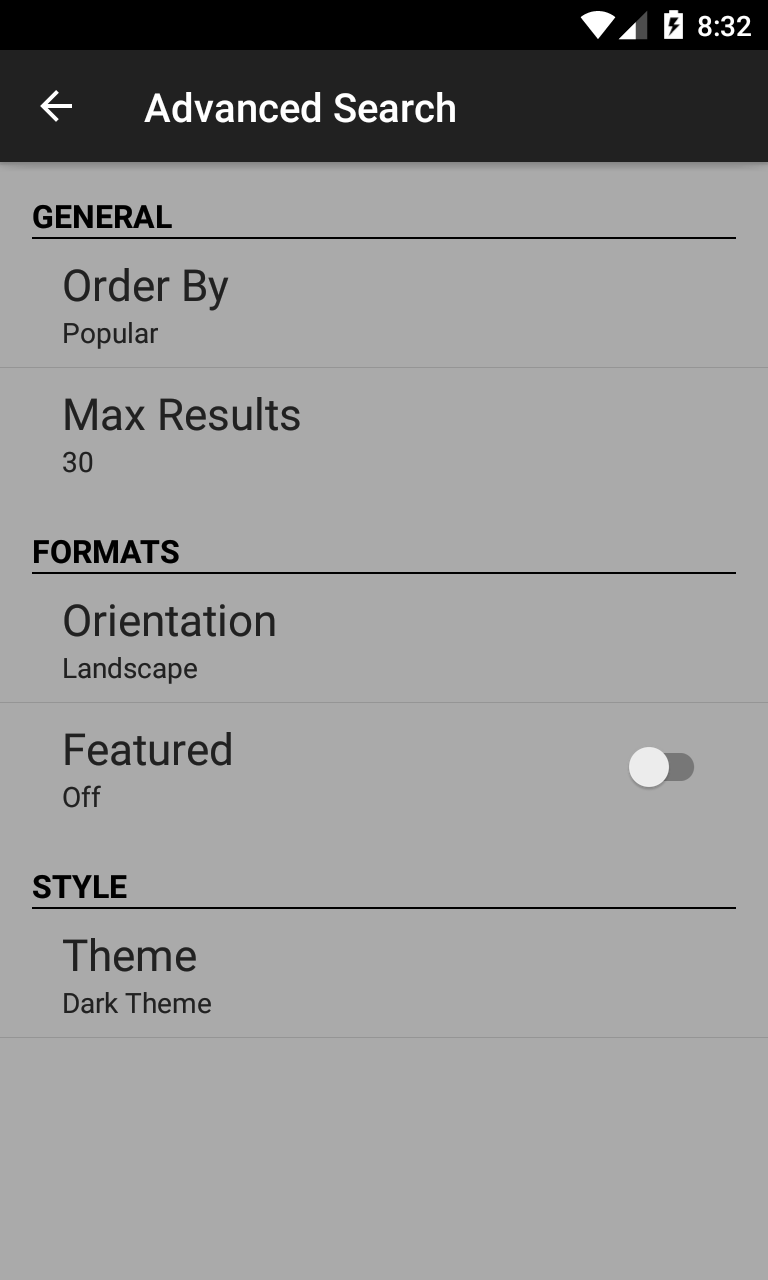 8:32
Advanced Search
GENERAL
Order By
Popular
Max Results
30
FORMATS
Orientation
Landscape
Featured
Off
STYLE
Theme
Dark Theme